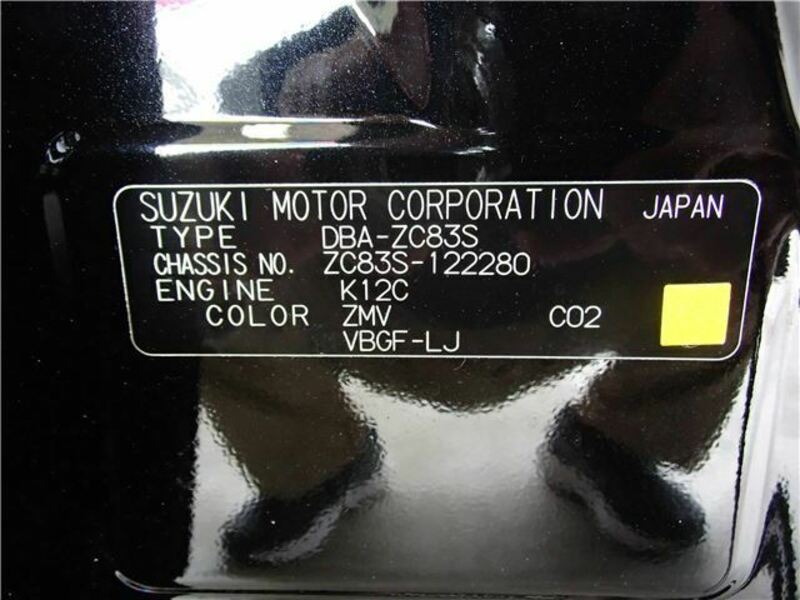 SUZUKI MOTOR CORPORATION JAPAN
TYPE DBA-ZC83S
CHASSIS NO. ZC83S-122280
ENGINE K12C
COLOR ZMV C02
VBGF-LJ